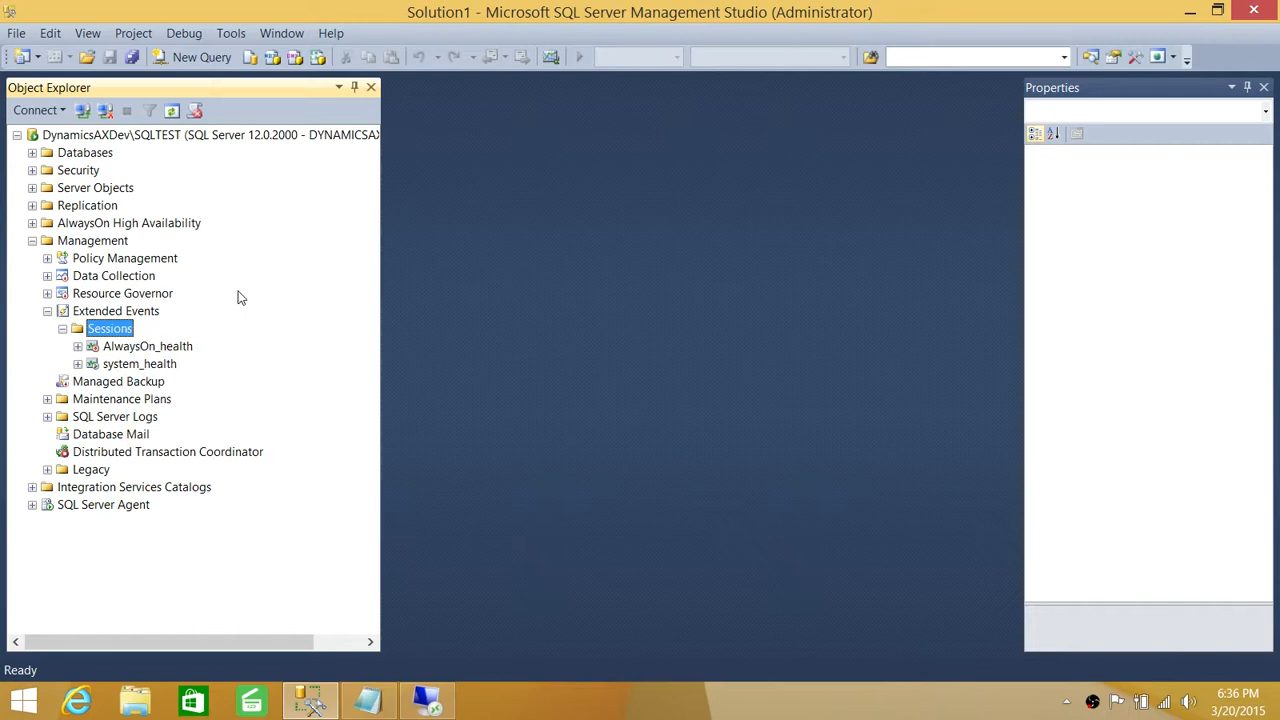 Solution1 - Microsoft SQL Server Management Studio (Administrator)
File Edit View Project Debug Tools Window Help
New Query
Object Explorer
Properties
Connect
DynamicsAXDev\SQLTEST (SQL Server 12.0.2000 - DYNAMICSAX
Databases
Security
Server Objects
Replication
AlwaysOn High Availability
Management
Policy Management
Data Collection
Resource Governor
Extended Events
Sessions
AlwaysOn_health
system_health
Managed Backup
Maintenance Plans
SQL Server Logs
Database Mail
Distributed Transaction Coordinator
Legacy
Integration Services Catalogs
SQL Server Agent
Ready
6:36 PM
3/20/2015